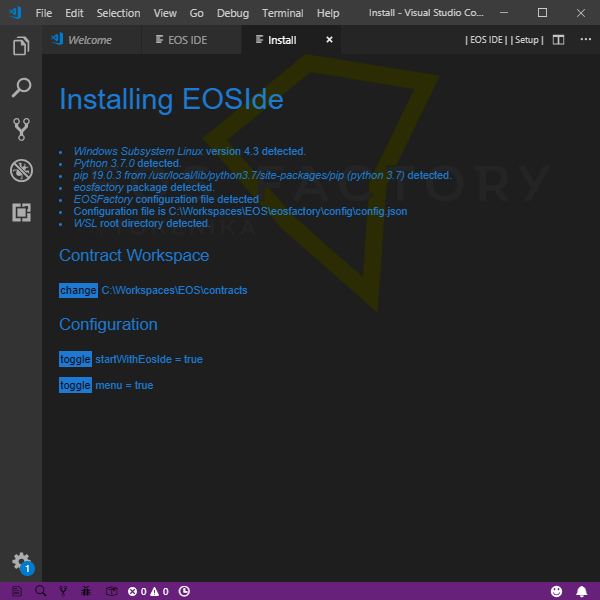 File Edit Selection View Go Debug Terminal Help Install - Visual Studio Co...
Welcome EOS IDE Install × | EOS IDE | | Setup | ...
Installing EOSIde
• Windows Subsystem Linux version 4.3 detected.
• Python 3.7.0 detected.
• pip 19.0.3 from /usr/local/lib/python3.7/site-packages/pip (python 3.7) detected.
• eosfactory package detected.
• EOSFactory configuration file detected
• Configuration file is C:\Workspaces\EOS\eosfactory\config\config.json
• WSL root directory detected.
FACTORY
Contract Workspace
change C:\Workspaces\EOS\contracts
Configuration
toggle startWithEosIde = true
toggle menu = true
1
0 0